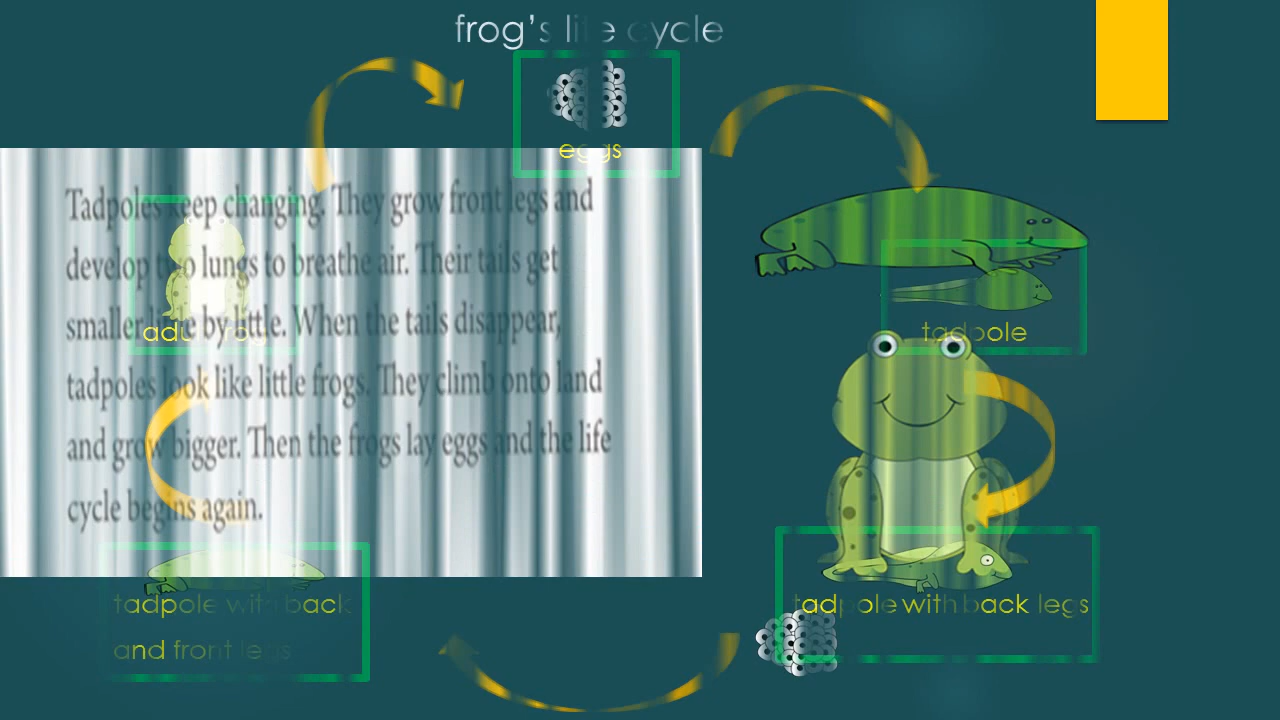 frog's life cycle
eggs
Tadpoles keep changing. They grow front legs and
develop two lungs to breathe air. Their tails get
smaller little by little. When the tails disappear,
tadpoles look like little frogs. They climb onto land
and grow bigger. Then the frogs lay eggs and the life
cycle begins again.
adult frog
tadpole
tadpole with back legs
tadpole with back
and front legs